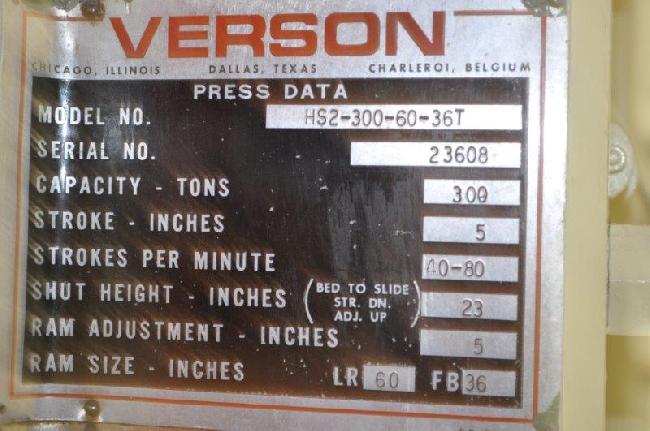 VERSON
CHICAGO, ILLINOIS DALLAS, TEXAS CHARLEROI, BELGIUM
PRESS DATA
MODEL NO. HS2-300-60-36T
SERIAL NO. 23608
CAPACITY - TONS 300
STROKE - INCHES 5
STROKES PER MINUTE 40-80
SHUT HEIGHT - INCHES (BED TO SLIDE STR. DN. ADJ. UP) 23
RAM ADJUSTMENT - INCHES 5
RAM SIZE - INCHES LR 60 FB 36